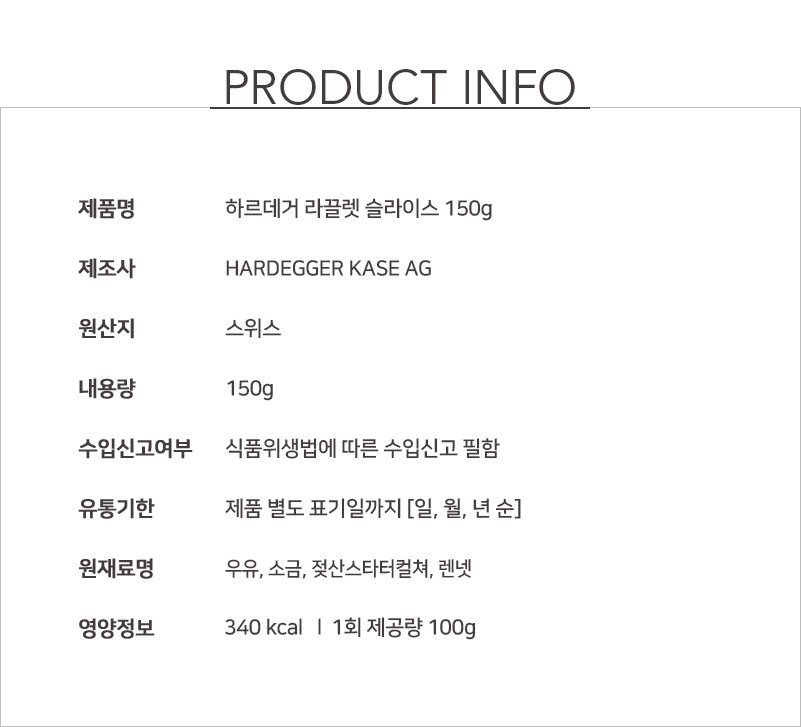 PRODUCT INFO
제품명 하르데거 라끌렛 슬라이스 150g
제조사 HARDEGGER KASE AG
원산지 스위스
내용량 150g
수입신고여부 식품위생법에 따른 수입신고 필함
유통기한 제품 별도 표기일까지 [일, 월, 년 순]
원재료명 우유, 소금, 젖산스타터컬쳐, 렌넷
영양정보 340 kcal ㅣ 1회 제공량 100g